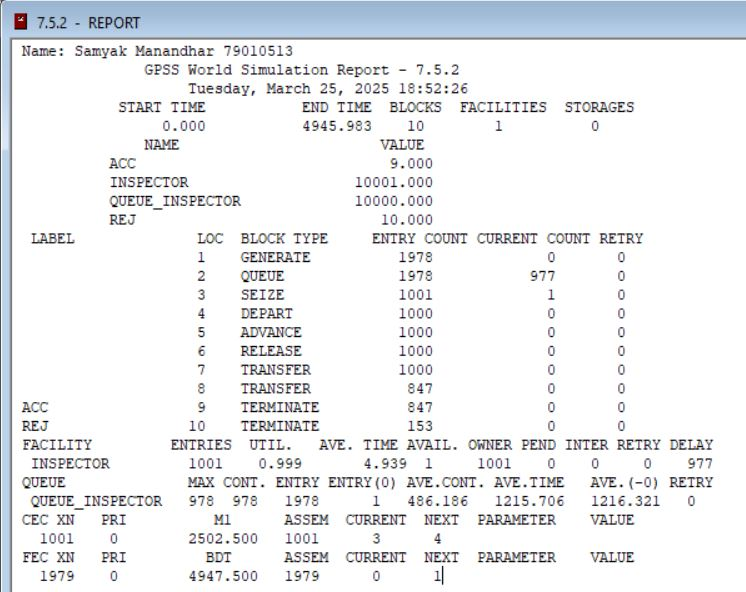 7.5.2 - REPORT
Name: Samyak Manandhar 79010513
GPSS World Simulation Report - 7.5.2
Tuesday, March 25, 2025 18:52:26
START TIME END TIME BLOCKS FACILITIES STORAGES
0.000 4945.983 10 1 0
NAME VALUE
ACC 9.000
INSPECTOR 10001.000
QUEUE_INSPECTOR 10000.000
REJ 10.000
LABEL LOC BLOCK TYPE ENTRY COUNT CURRENT COUNT RETRY
1 GENERATE 1978 0 0
2 QUEUE 1978 977 0
3 SEIZE 1001 1 0
4 DEPART 1000 0 0
5 ADVANCE 1000 0 0
6 RELEASE 1000 0 0
7 TRANSFER 1000 0 0
8 TRANSFER 847 0 0
ACC 9 TERMINATE 847 0 0
REJ 10 TERMINATE 153 0 0
FACILITY ENTRIES UTIL. AVE. TIME AVAIL. OWNER PEND INTER RETRY DELAY
INSPECTOR 1001 0.999 4.939 1 1001 0 0 0 977
QUEUE MAX CONT. ENTRY ENTRY(0) AVE.CONT. AVE.TIME AVE.(-0) RETRY
QUEUE_INSPECTOR 978 978 1978 1 486.186 1215.706 1216.321 0
CEC XN PRI M1 ASSEM CURRENT NEXT PARAMETER VALUE
1001 0 2502.500 1001 3 4
FEC XN PRI BDT ASSEM CURRENT NEXT PARAMETER VALUE
1979 0 4947.500 1979 0 1